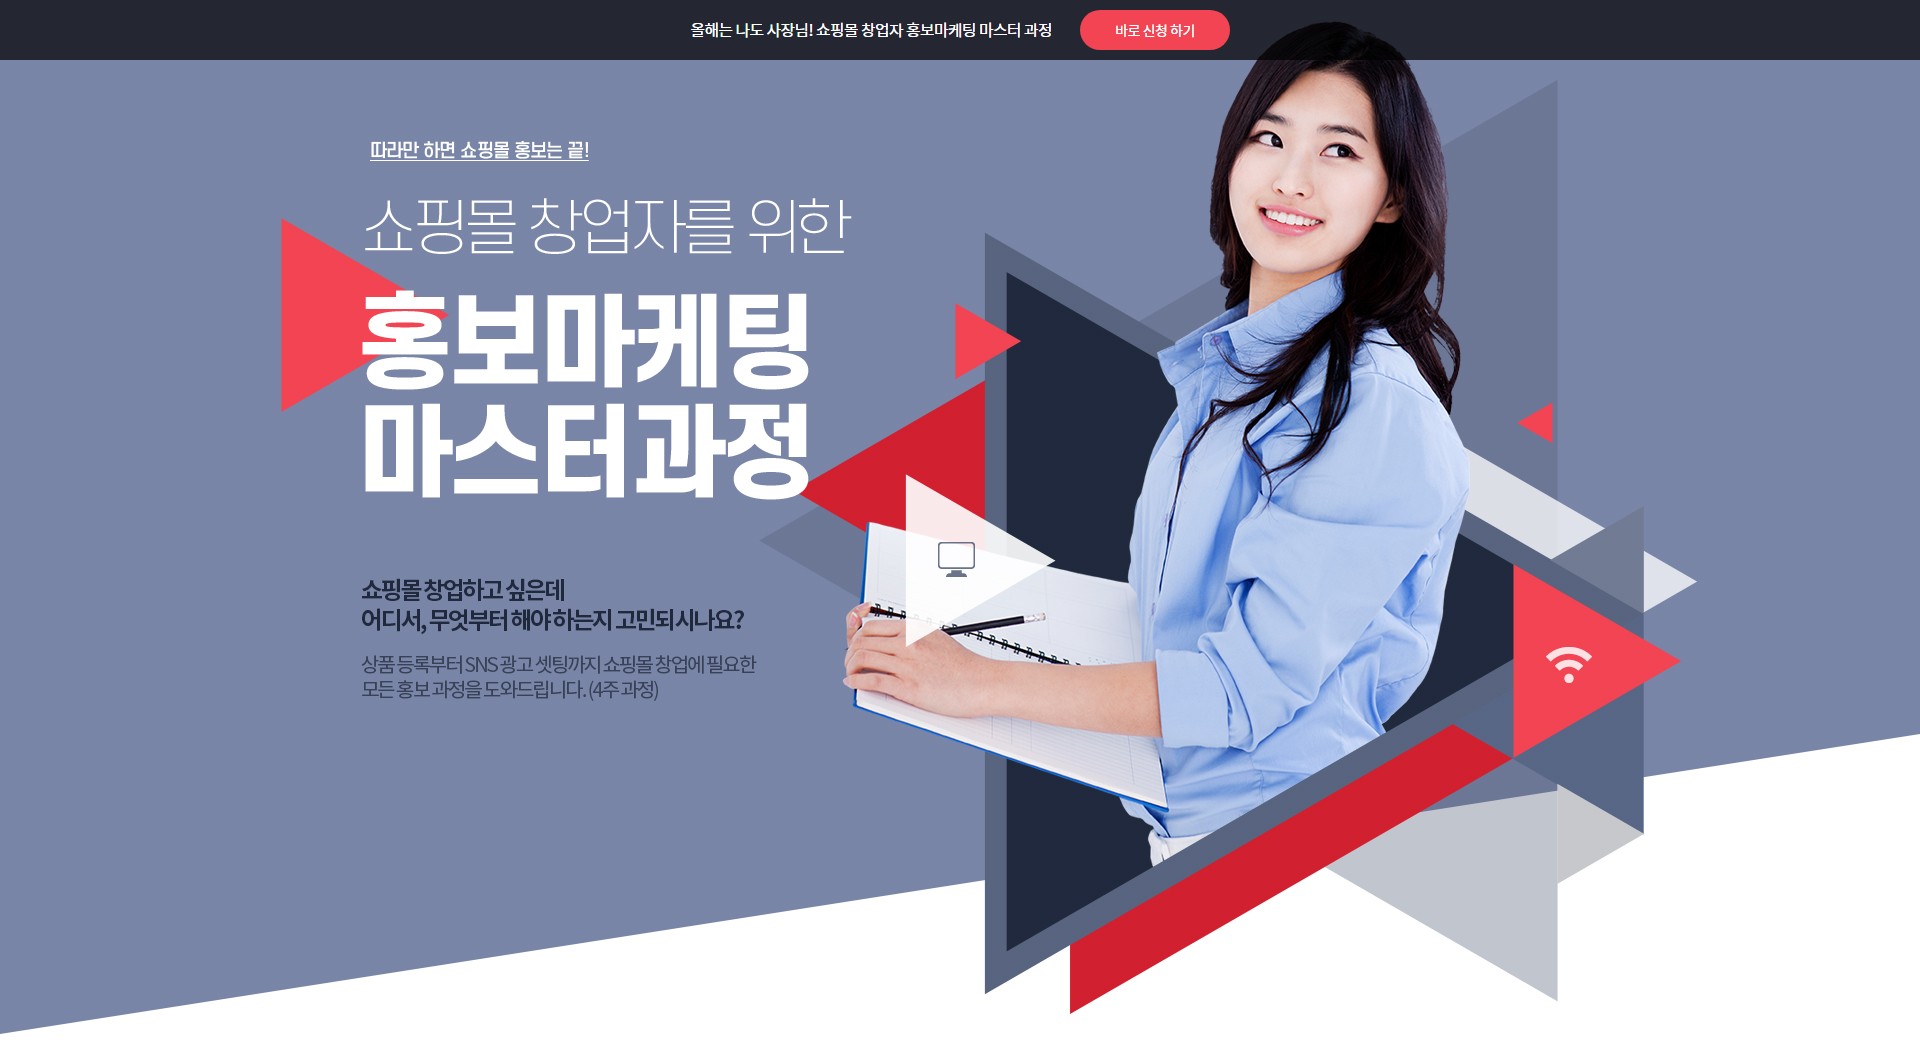 올해는 나도 사장님! 쇼핑몰 창업자 홍보마케팅 마스터 과정
바로 신청 하기
따라만 하면 쇼핑몰 홍보는 끝!
쇼핑몰 창업자를 위한
홍보마케팅
마스터과정
쇼핑몰 창업하고 싶은데
어디서, 무엇부터 해야 하는지 고민되시나요?
상품 등록부터 SNS 광고 셋팅까지 쇼핑몰 창업에 필요한
모든 홍보 과정을 도와드립니다. (4주 과정)